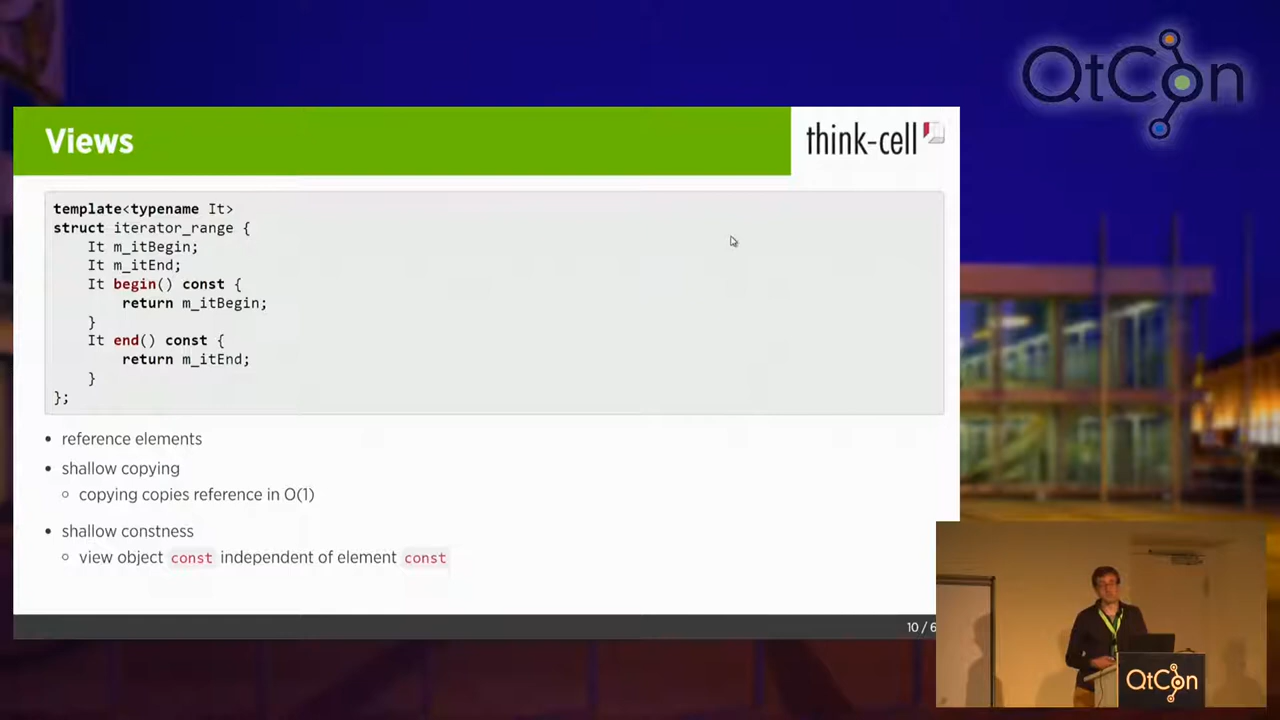 QtCon
Views
think-cell
template<typename It>
struct iterator_range {
    It m_itBegin;
    It m_itEnd;
    It begin() const {
        return m_itBegin;
    }
    It end() const {
        return m_itEnd;
    }
};
• reference elements
• shallow copying
∘ copying copies reference in O(1)
• shallow constness
∘ view object const independent of element const
10 / 6
QtCon